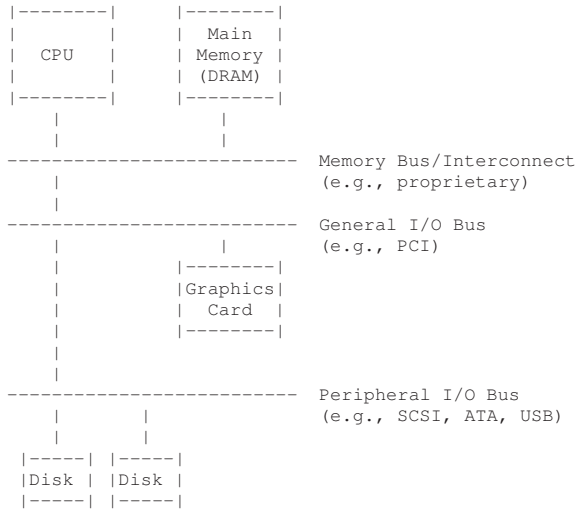 CPU
Main
Memory
(DRAM)
Memory Bus/Interconnect
(e.g., proprietary)
General I/O Bus
(e.g., PCI)
Graphics
Card
Peripheral I/O Bus
(e.g., SCSI, ATA, USB)
Disk Disk